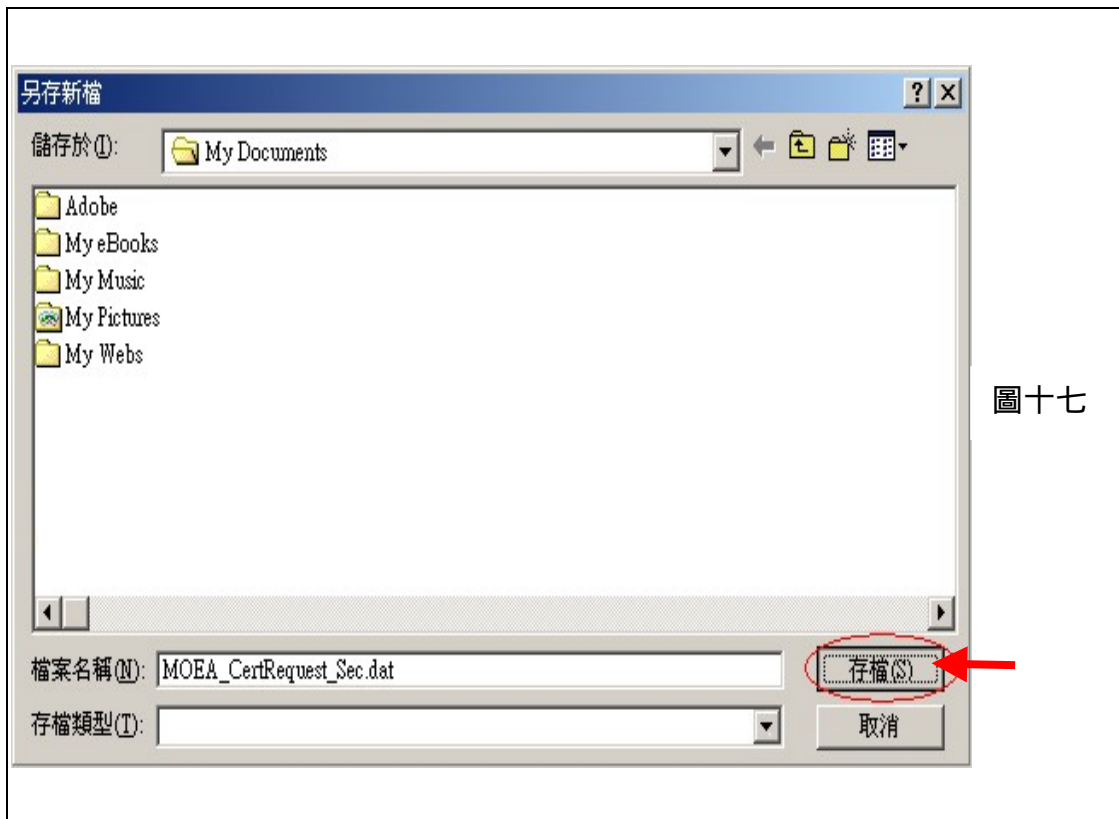 另存新檔
儲存於(I): My Documents
Adobe
My eBooks
My Music
My Pictures
My Webs
圖十七
檔案名稱(N): MOEA_CertRequest_Sec.dat 存檔(S)
存檔類型(T): 取消